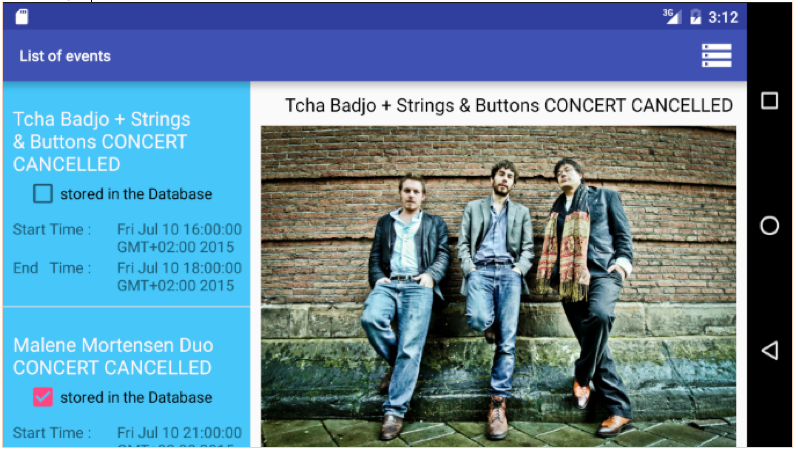 3G 3:12
List of events
Tcha Badjo + Strings
& Buttons CONCERT
CANCELLED
stored in the Database
Start Time : Fri Jul 10 16:00:00
GMT+02:00 2015
End Time : Fri Jul 10 18:00:00
GMT+02:00 2015
Malene Mortensen Duo
CONCERT CANCELLED
stored in the Database
Start Time : Fri Jul 10 21:00:00
Tcha Badjo + Strings & Buttons CONCERT CANCELLED